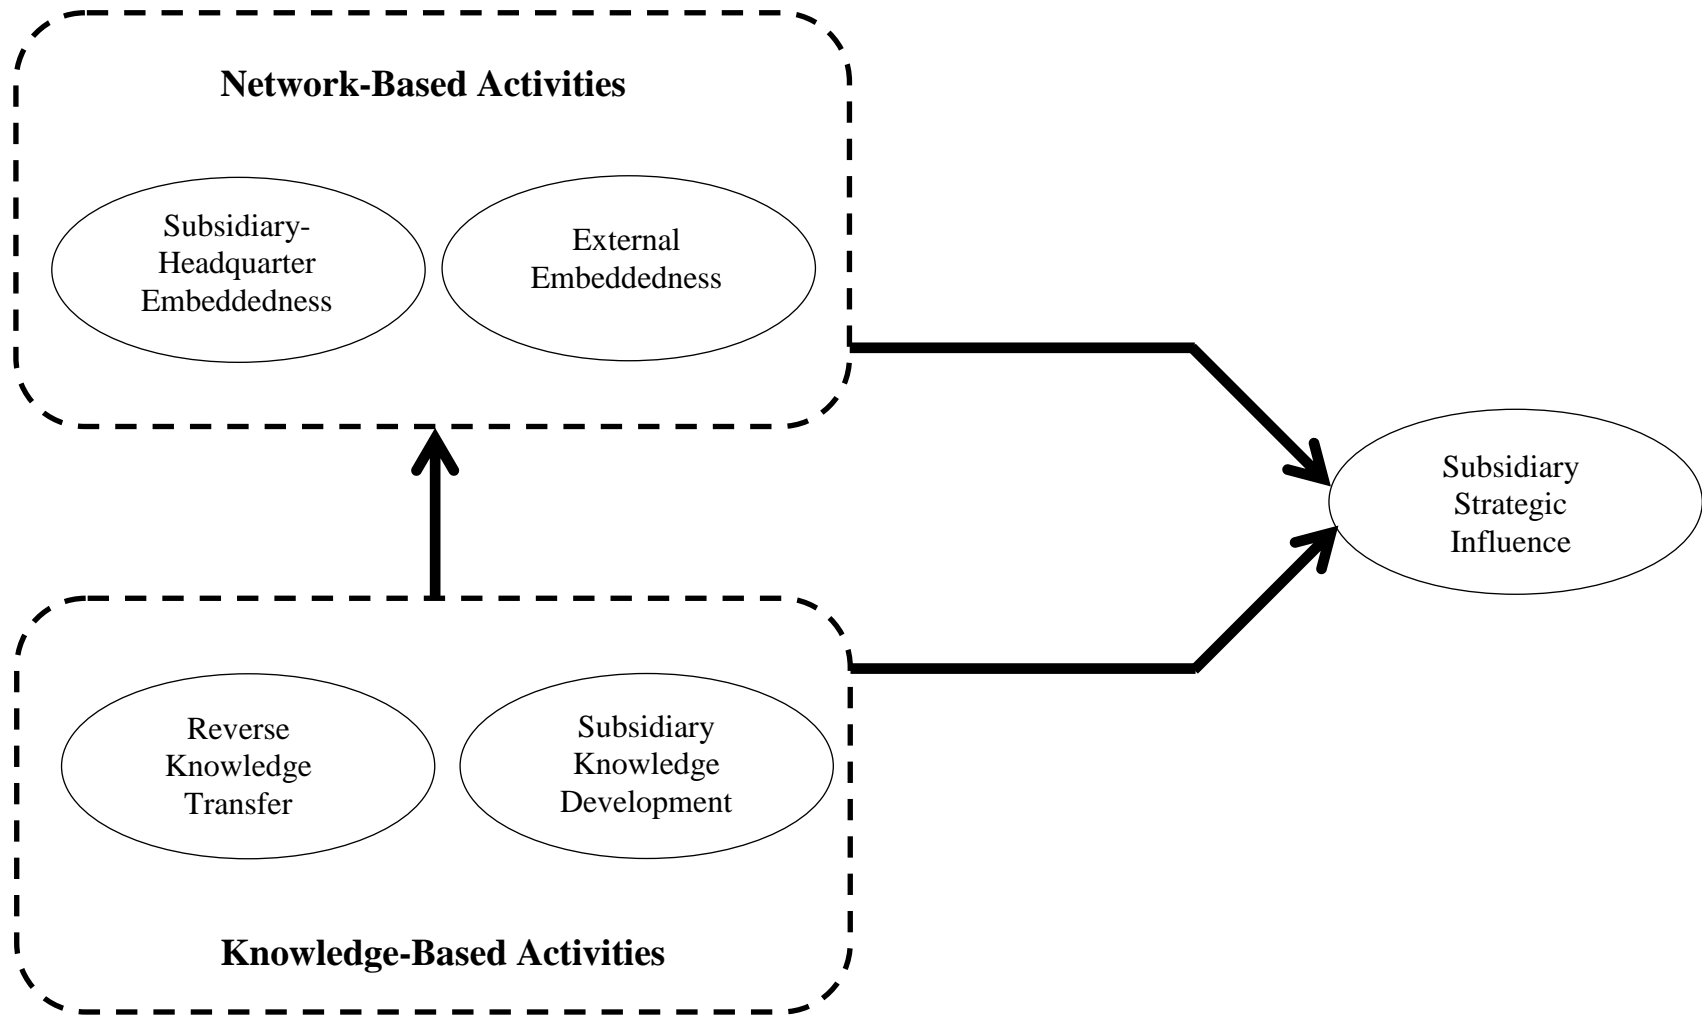 Network-Based Activities
Subsidiary-
Headquarter
Embeddedness
External
Embeddedness
Subsidiary
Strategic
Influence
Reverse
Knowledge
Transfer
Subsidiary
Knowledge
Development
Knowledge-Based Activities